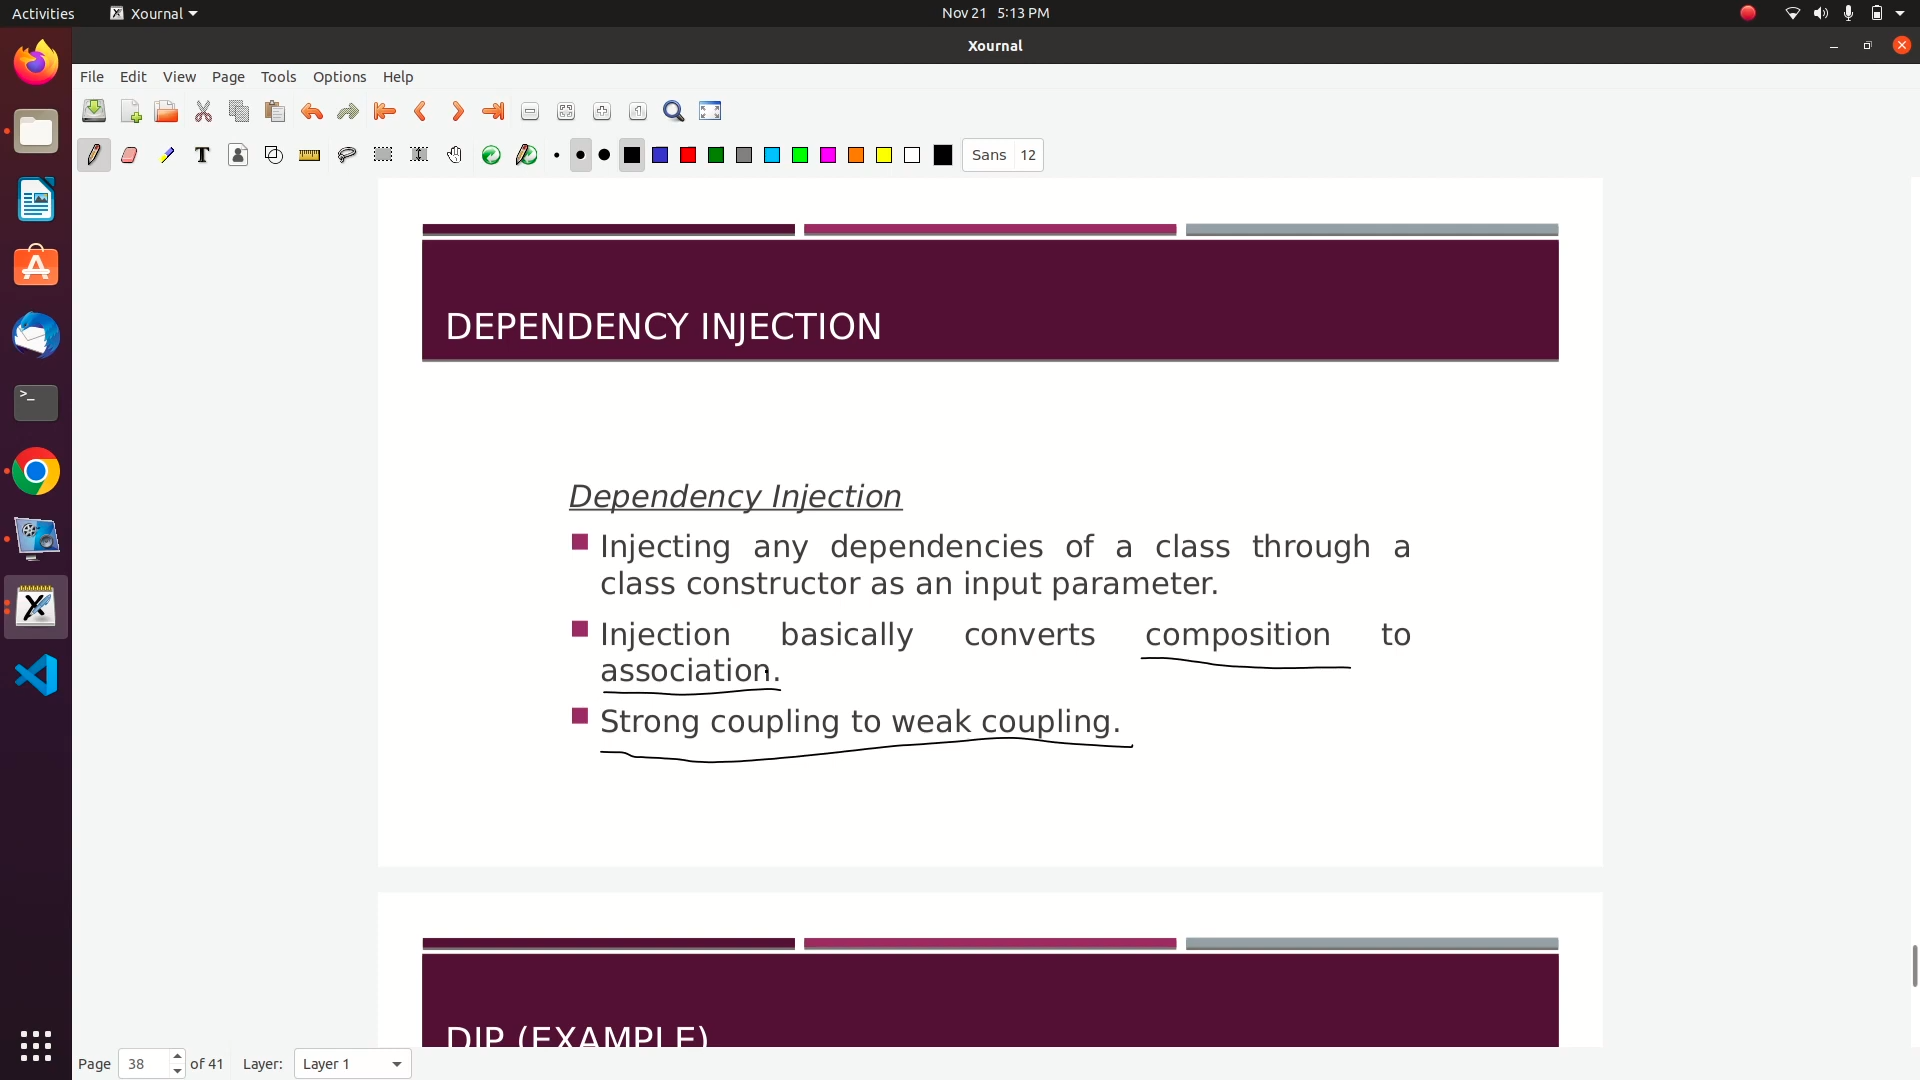 Activities
Xournal
Nov 21 5:13 PM
Xournal
File Edit View Page Tools Options Help
Sans 12
DEPENDENCY INJECTION
Dependency Injection
Injecting any dependencies of a class through a
class constructor as an input parameter.
Injection basically converts composition to
association.
Strong coupling to weak coupling.
DIP (EXAMPLE)
Page 38 of 41 Layer: Layer 1